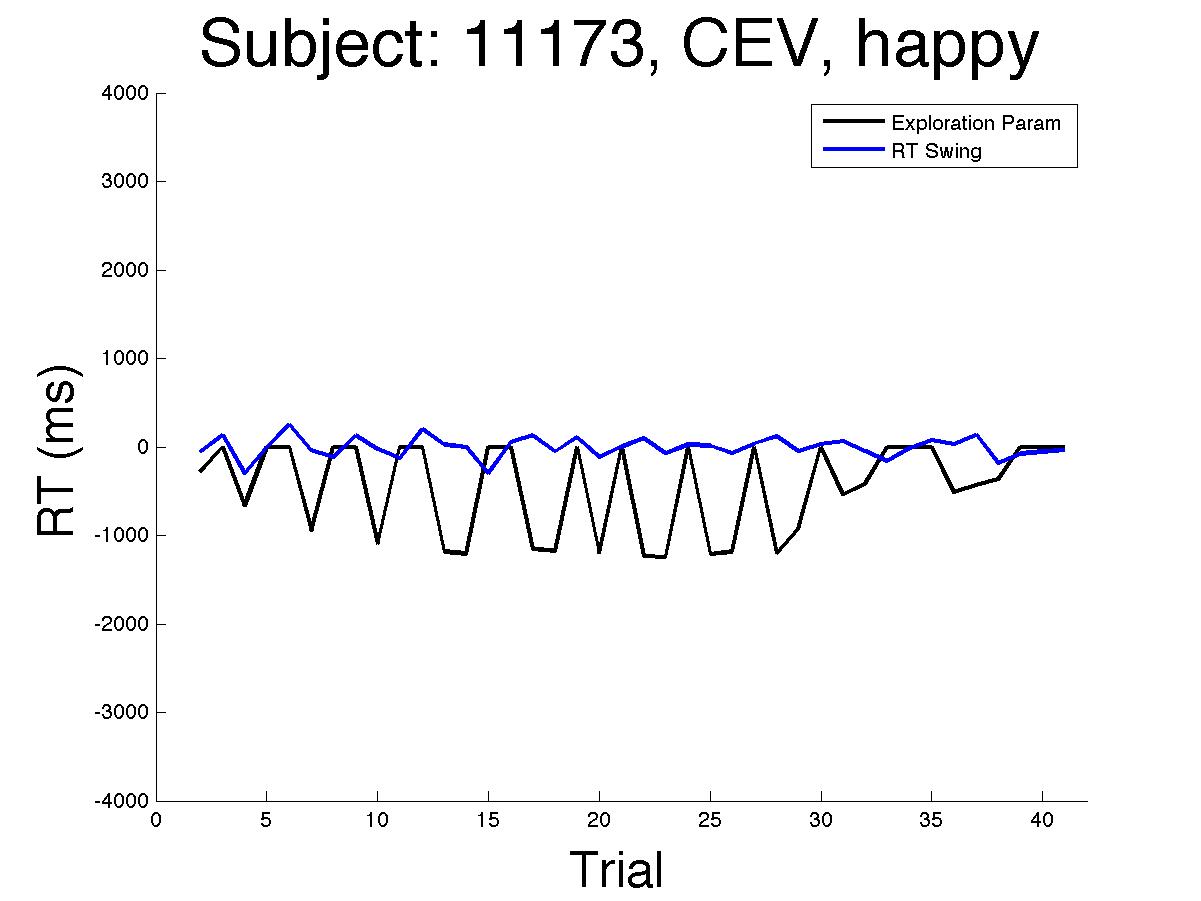 Subject: 11173, CEV, happy
Exploration Param
RT Swing
4000
3000
2000
1000
0
-1000
-2000
-3000
-4000
RT (ms)
0 5 10 15 20 25 30 35 40
Trial